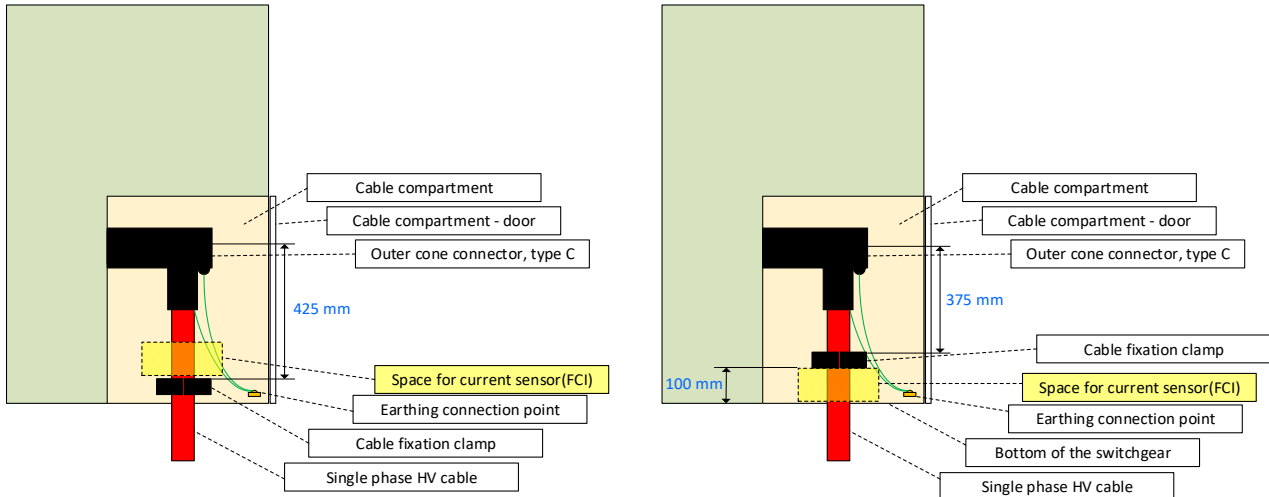 Cable compartment
Cable compartment - door
Outer cone connector, type C
425 mm
Space for current sensor(FCI)
Earthing connection point
Cable fixation clamp
Single phase HV cable
Cable compartment
Cable compartment - door
Outer cone connector, type C
375 mm
Cable fixation clamp
100 mm
Space for current sensor(FCI)
Earthing connection point
Bottom of the switchgear
Single phase HV cable